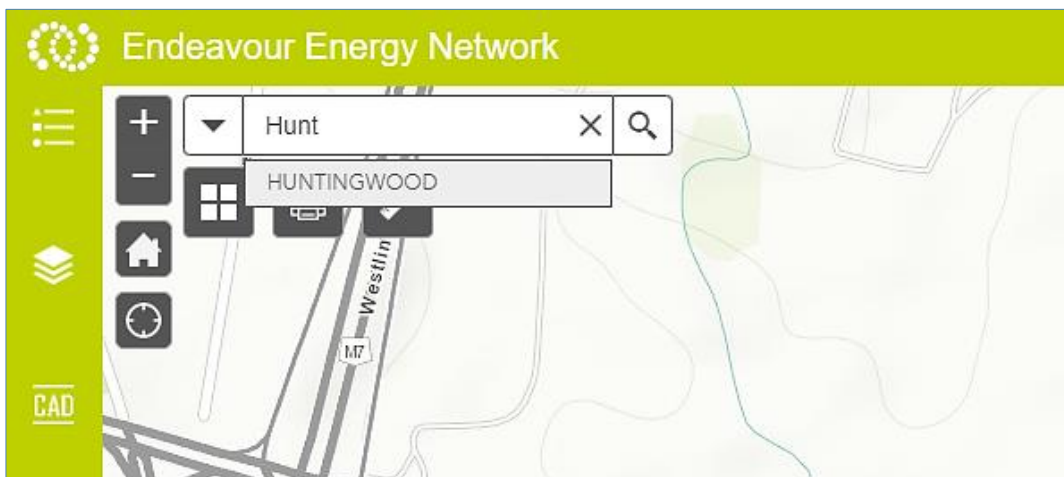 Endeavour Energy Network
Hunt
HUNTINGWOOD
Westlin
M7
CAD